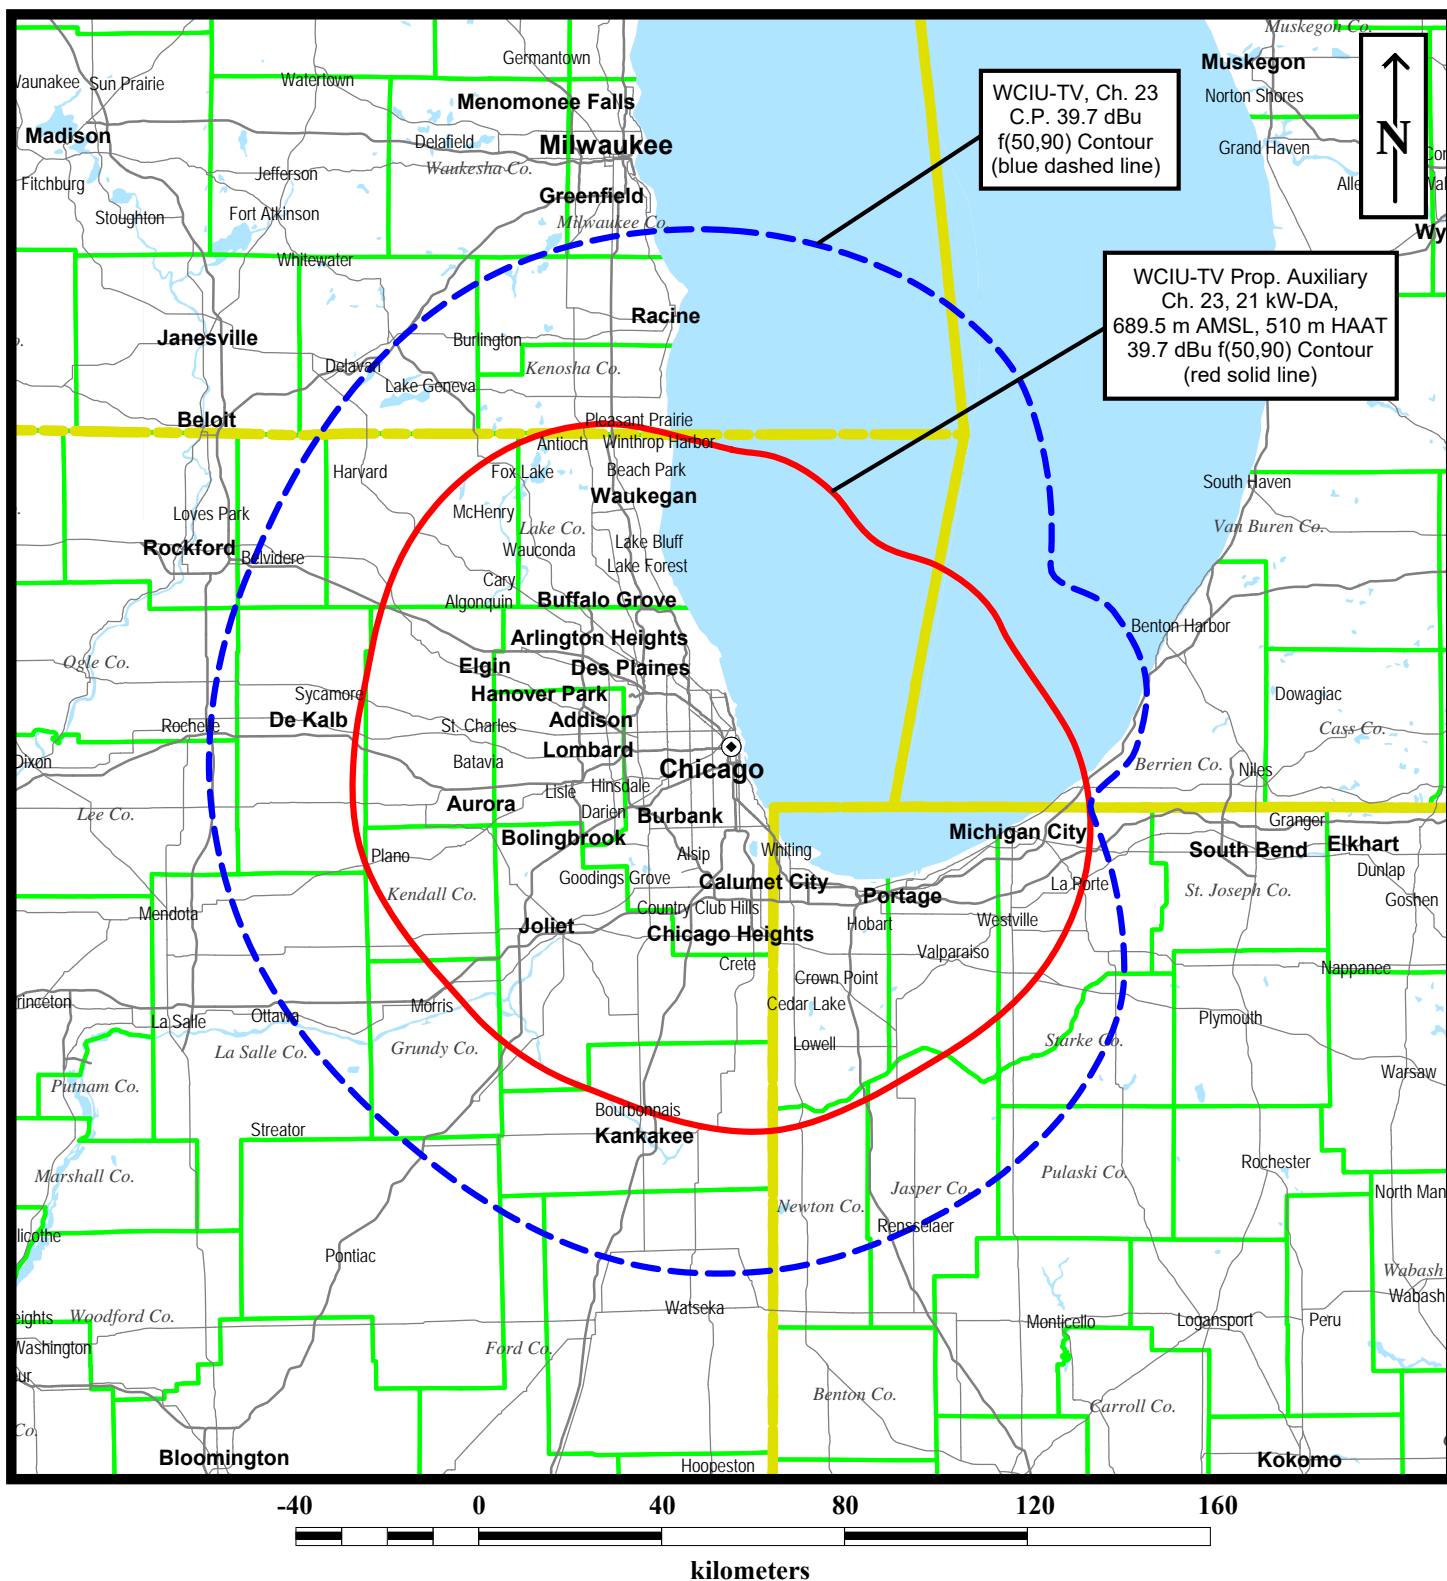 Muskegon Co.
Germantown
Muskegon
Waunakee
Sun Prairie
Watertown
Menomonee Falls
Norton Shores
WCIU-TV, Ch. 23
C.P. 39.7 dBu
f(50,90) Contour
(blue dashed line)
N
Madison
Delafield
Milwaukee
Grand Haven
Waukesha Co.
Fitchburg
Jefferson
Alle
Greenfield
Stoughton
Fort Atkinson
Milwaukee Co.
Wy
Whitewater
WCIU-TV Prop. Auxiliary
Ch. 23, 21 kW-DA,
689.5 m AMSL, 510 m HAAT
39.7 dBu f(50,90) Contour
(red solid line)
Racine
Janesville
Burlington
Delavan
Kenosha Co.
Lake Geneva
Beloit
Pleasant Prairie
Antioch
Winthrop Harbor
Harvard
Fox Lake
Beach Park
South Haven
Waukegan
Loves Park
McHenry
Lake Co.
Van Buren Co.
Rockford
Wauconda
Lake Bluff
Belvidere
Lake Forest
Cary
Algonquin
Buffalo Grove
Benton Harbor
Arlington Heights
Ogle Co.
Elgin
Des Plaines
Sycamore
Hanover Park
Dowagiac
De Kalb
Addison
Rochelle
St. Charles
Cass Co.
Lombard
Dixon
Batavia
Chicago
Berrien Co.
Niles
Lisle
Hinsdale
Aurora
Darien
Burbank
Lee Co.
Granger
Bolingbrook
Michigan City
South Bend
Elkhart
Plano
Alsip
Whiting
Dunlap
Goodings Grove
Calumet City
La Porte
St. Joseph Co.
Kendall Co.
Portage
Goshen
Mendota
Country Club Hills
Westville
Joliet
Chicago Heights
Hobart
Valparaiso
Crete
Nappanee
Crown Point
rinceton
Morris
Cedar Lake
La Salle
Ottawa
Plymouth
La Salle Co.
Grundy Co.
Lowell
Starke Co.
Putnam Co.
Warsaw
Bourbonnais
Streator
Kankakee
Rochester
Marshall Co.
Pulaski Co.
Jasper Co.
North Man
Newton Co.
Rensselaer
licothe
Pontiac
Wabash
Wabash
Watseka
eights
Woodford Co.
Monticello
Logansport
Peru
Washington
Ford Co.
ur
Benton Co.
Carroll Co.
Co.
Bloomington
Hoopeston
Kokomo
-40 0 40 80 120 160
kilometers